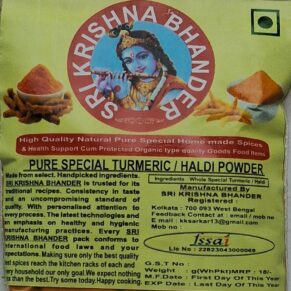 SRI KRISHNA BHANDER
High Quality Natural Pure Special Home made Spices
& Health Support Cum Protected Organic type quality Goods Food Items
PURE SPECIAL TURMERIC / HALDI POWDER
Made from select. Handpicked ingredients.
SRI KRISHNA BHANDER is trusted for its
traditional recipes. Consistency in taste
are an uncompromising standard of
quality. With personalised attention to
every process. The latest technologies and
an emphasis on healthy and hygienic
manufacturing practices. Every SRI
KRISHNA BHANDER pack conforms to
international food laws and your
expectations. Making sure only the best quality
best spices reach the kitchen racks of each and
every household our only goal. We expect nothing
less than the best. Try some today. Happy cooking.
Ingredients Whole Special Turmeric / Haldi
Manufactured By
SRI KRISHNA BHANDER
Registered :
Kolkata : 700 093 West Benga
Feedback Contact at : email / mob no
E mail : kksarkar13@gmail.com
Mob no :
fssai
Lis No : 22823043000069
G.S.T No :
Weight : g(WhPkt)MRP : 18/-
M.F.Date : First Day of This
EXP Date : Last Day of This Year